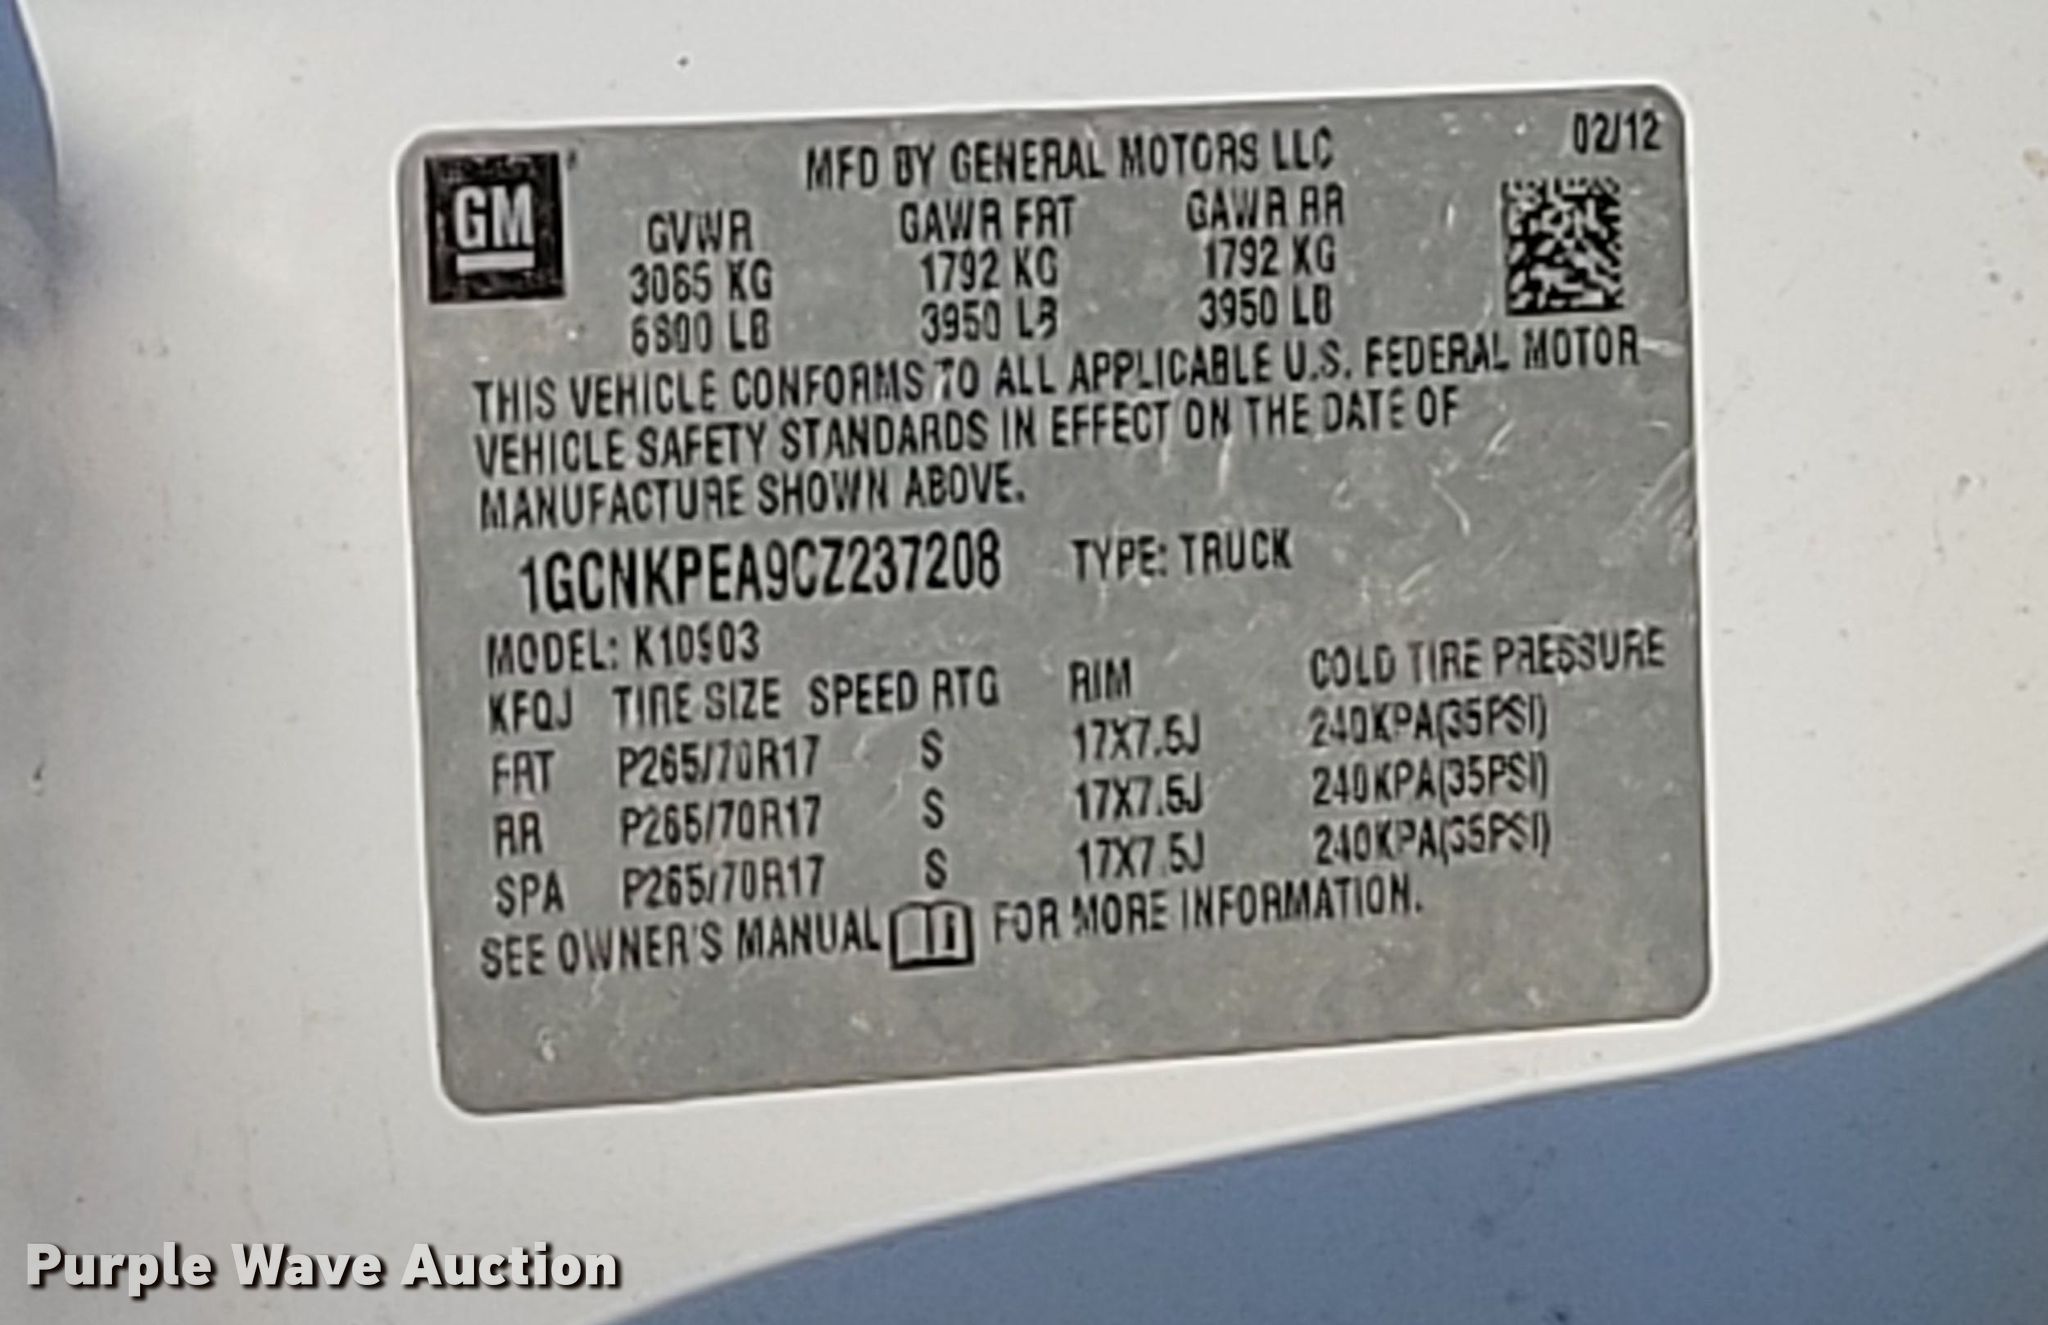 GM
MFD BY GENERAL MOTORS LLC 02/12
GVWR GAWR FRT GAWR RR
3085 KG 1792 KG 1792 KG
6800 LB 3950 LB 3950 LB
THIS VEHICLE CONFORMS TO ALL APPLICABLE U.S. FEDERAL MOTOR
VEHICLE SAFETY STANDARDS IN EFFECT ON THE DATE OF
MANUFACTURE SHOWN ABOVE.
1GCNKPEA9CZ237208 TYPE: TRUCK
MODEL: K10903
KFQJ TIRE SIZE SPEED RTG RIM COLD TIRE PRESSURE
FRT P265/70R17 S 17X7.5J 240KPA(35PSI)
RR P265/70R17 S 17X7.5J 240KPA(35PSI)
SPA P265/70R17 S 17X7.5J 240KPA(35PSI)
SEE OWNER'S MANUAL FOR MORE INFORMATION.
Purple Wave Auction